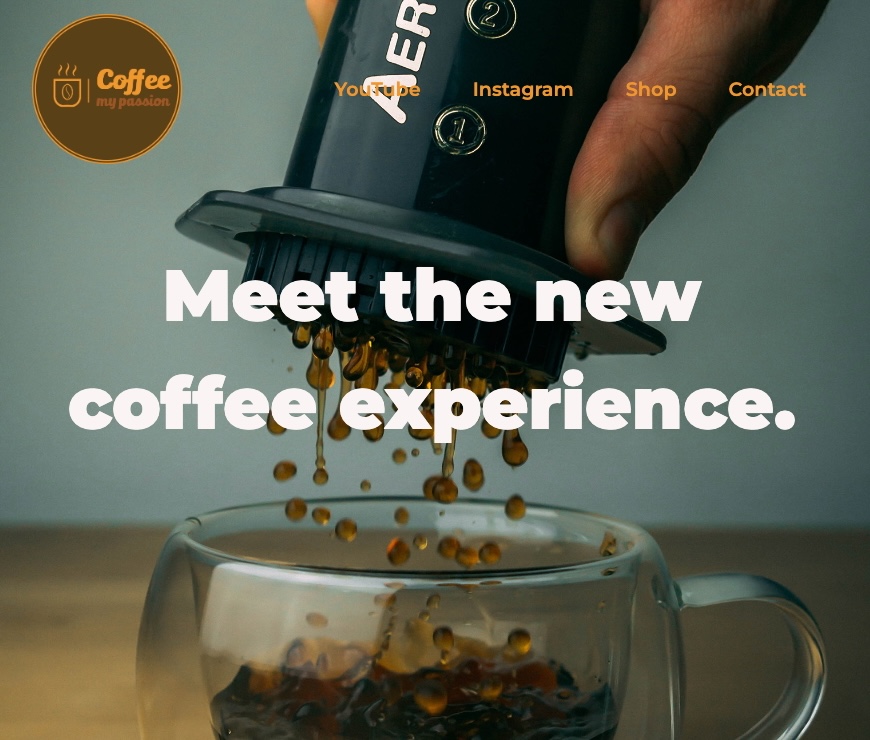 Coffee
my passion
YouTube
Instagram
Shop
Contact
AER
2
1
Meet the new
coffee experience.